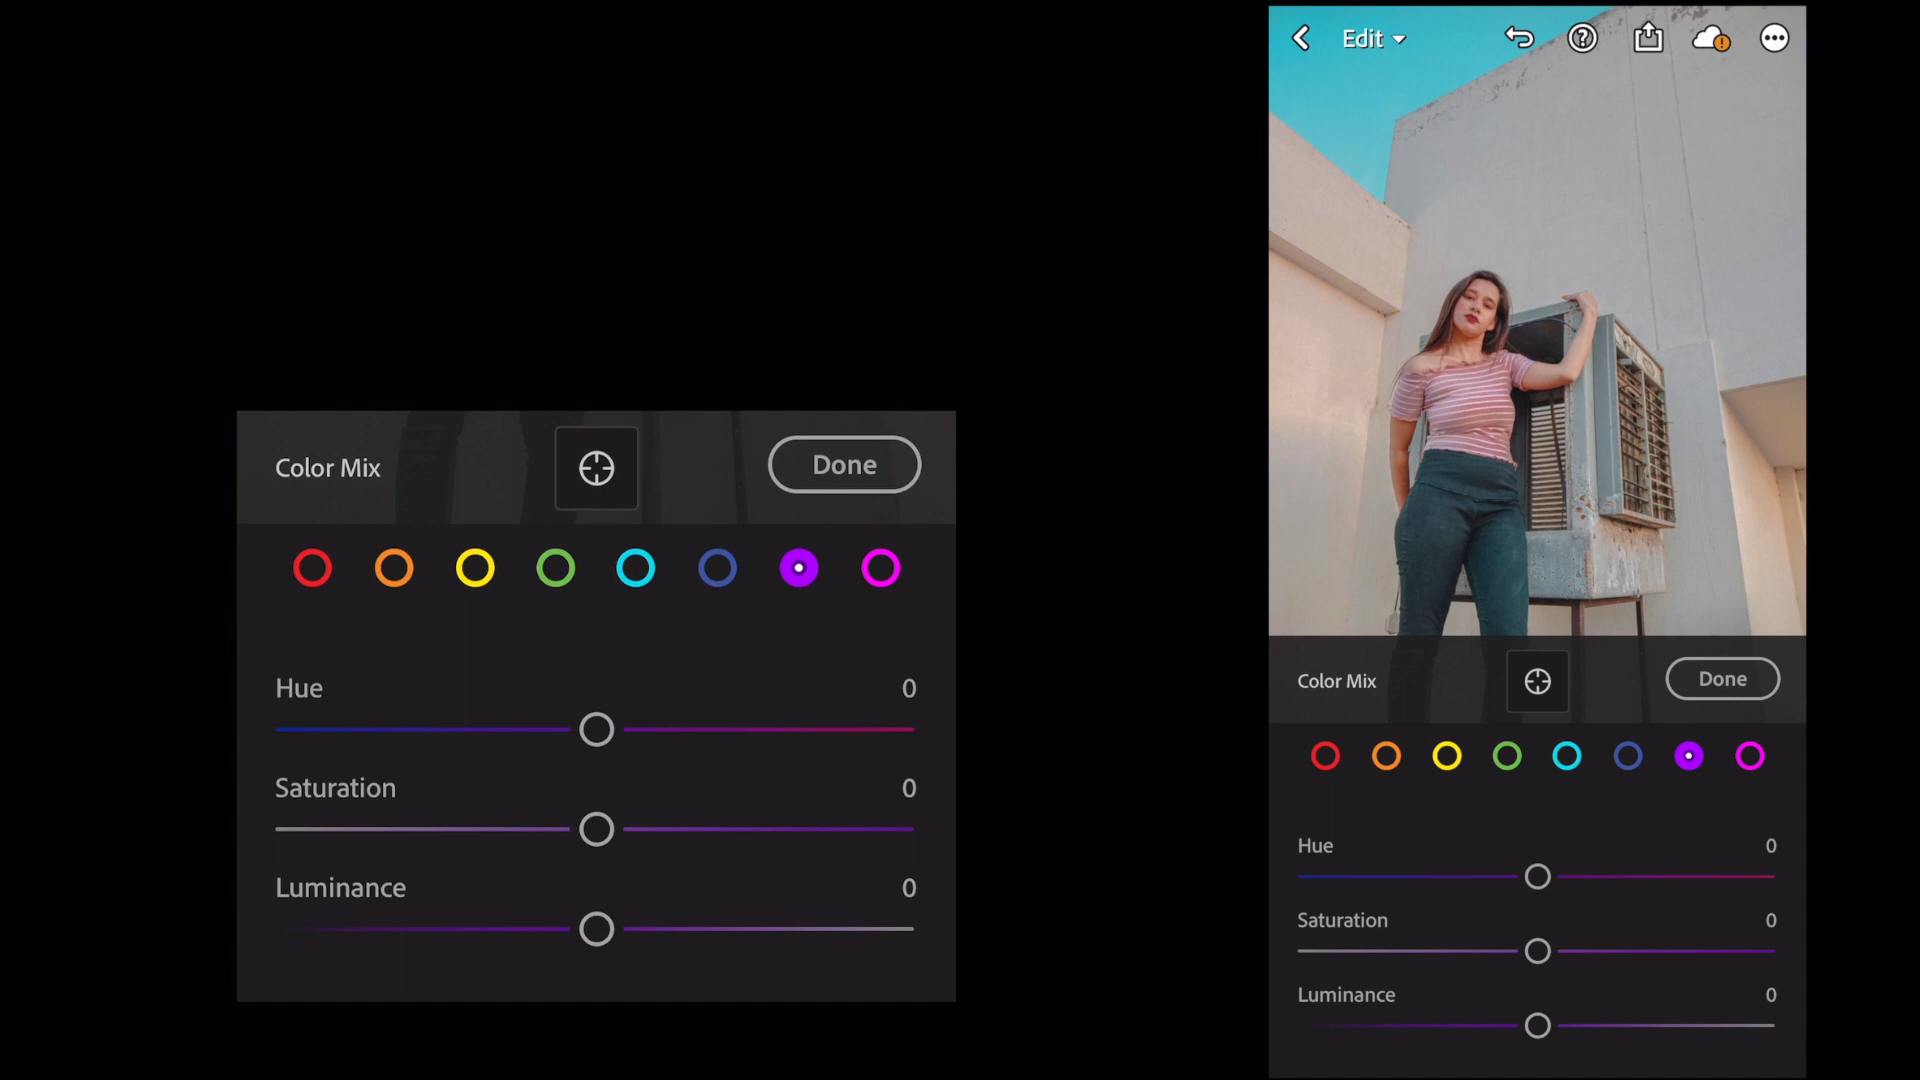 Color Mix
Done
Hue 0
Saturation 0
Luminance 0
Edit
Color Mix
Done
Hue 0
Saturation 0
Luminance 0